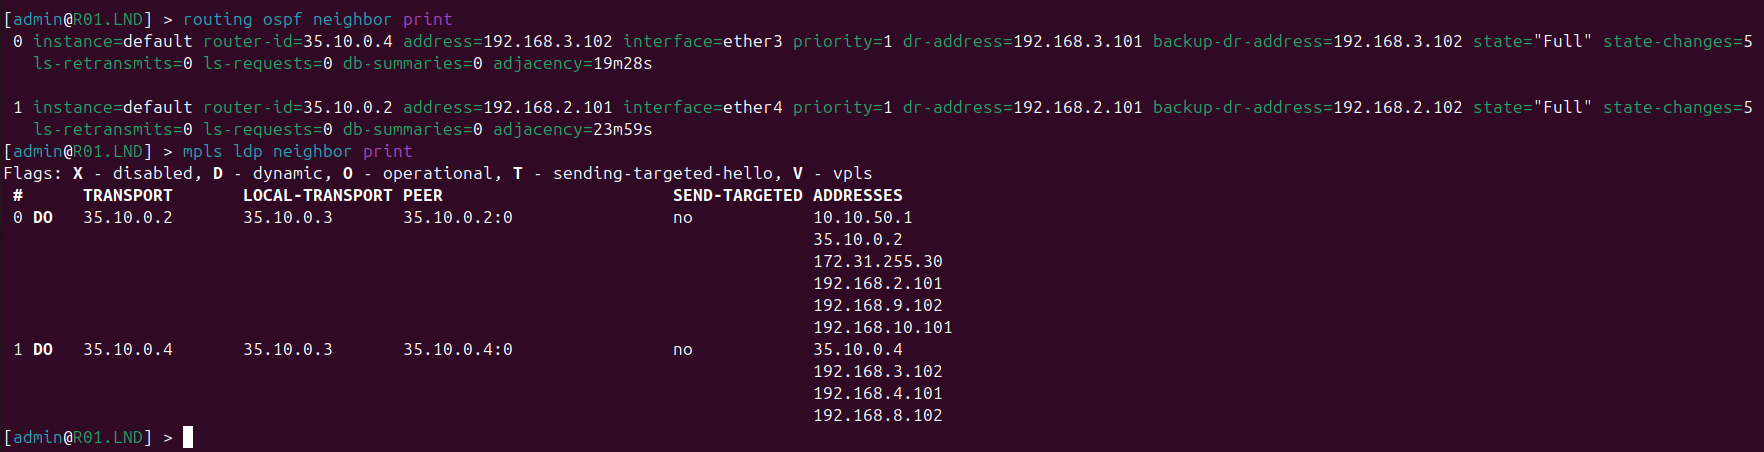 [admin@R01.LND] > routing ospf neighbor print
 0 instance=default router-id=35.10.0.4 address=192.168.3.102 interface=ether3 priority=1 dr-address=192.168.3.101 backup-dr-address=192.168.3.102 state="Full" state-changes=5
   ls-retransmits=0 ls-requests=0 db-summaries=0 adjacency=19m28s

 1 instance=default router-id=35.10.0.2 address=192.168.2.101 interface=ether4 priority=1 dr-address=192.168.2.101 backup-dr-address=192.168.2.102 state="Full" state-changes=5
   ls-retransmits=0 ls-requests=0 db-summaries=0 adjacency=23m59s
[admin@R01.LND] > mpls ldp neighbor print
Flags: X - disabled, D - dynamic, O - operational, T - sending-targeted-hello, V - vpls
 #      TRANSPORT       LOCAL-TRANSPORT PEER                       SEND-TARGETED ADDRESSES
 0 DO   35.10.0.2       35.10.0.3       35.10.0.2:0                no            10.10.50.1
                                                                                 35.10.0.2
                                                                                 172.31.255.30
                                                                                 192.168.2.101
                                                                                 192.168.9.102
                                                                                 192.168.10.101
 1 DO   35.10.0.4       35.10.0.3       35.10.0.4:0                no            35.10.0.4
                                                                                 192.168.3.102
                                                                                 192.168.4.101
                                                                                 192.168.8.102
[admin@R01.LND] >